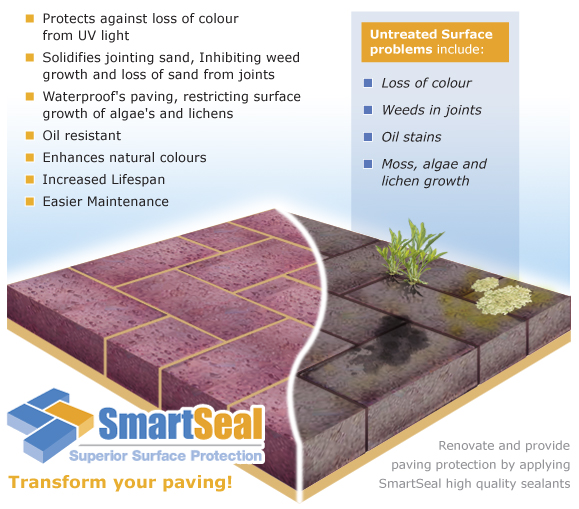 Protects against loss of colour
from UV light
Solidifies jointing sand, Inhibiting weed
growth and loss of sand from joints
Waterproof's paving, restricting surface
growth of algae's and lichens
Oil resistant
Enhances natural colours
Increased Lifespan
Easier Maintenance
Untreated Surface
problems include:
Loss of colour
Weeds in joints
Oil stains
Moss, algae and
lichen growth
SmartSeal
Superior Surface Protection
Transform your paving!
Renovate and provide
paving protection by applying
SmartSeal high quality sealants